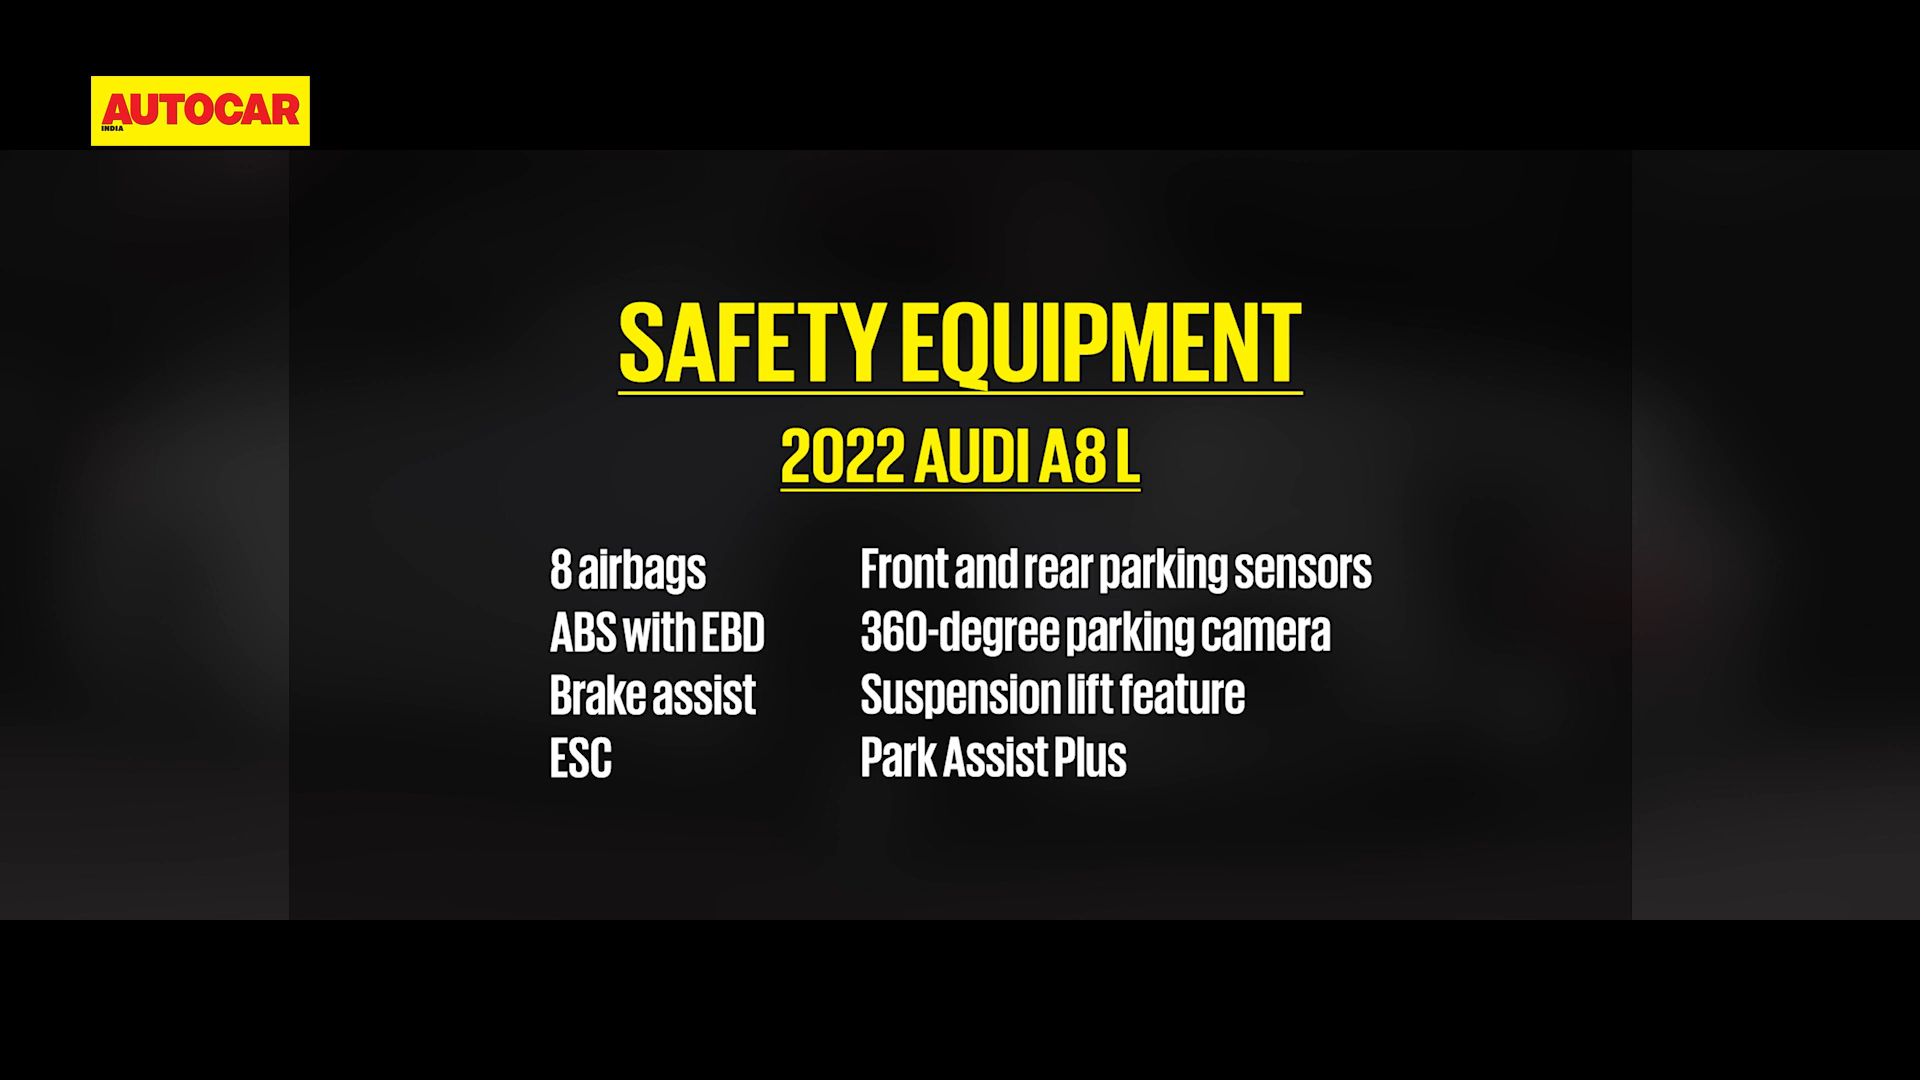 AUTOCAR
INDIA
SAFETY EQUIPMENT
2022 AUDI A8 L
8 airbags
ABS with EBD
Brake assist
ESC
Front and rear parking sensors
360-degree parking camera
Suspension lift feature
Park Assist Plus